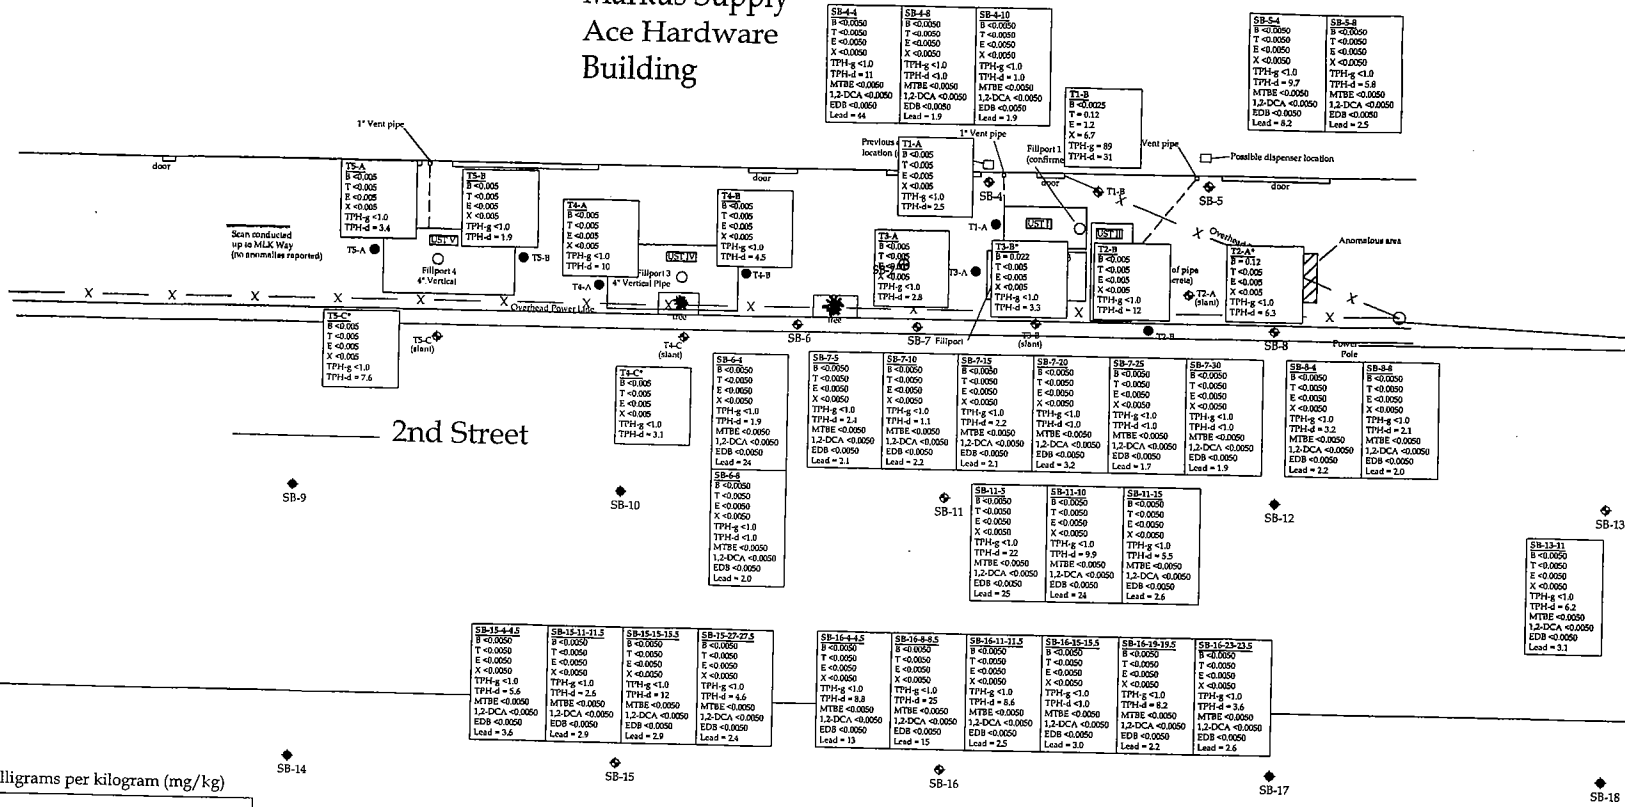 Markus Supply
Ace Hardware
Building
SB-4-4
B <0.0050
T <0.0050
E <0.0050
X <0.0050
TPH-g <1.0
TPH-d = 11
MTBE <0.0050
1,2-DCA <0.0050
EDB <0.0050
Lead = 44
SB-4-8
B <0.0050
T <0.0050
E <0.0050
X <0.0050
TPH-g <1.0
TPH-d <1.0
MTBE <0.0050
1,2-DCA <0.0050
EDB <0.0050
Lead = 1.9
SB-4-10
B <0.0050
T <0.0050
E <0.0050
X <0.0050
TPH-g <1.0
TPH-d = 1.0
MTBE <0.0050
1,2-DCA <0.0050
EDB <0.0050
Lead = 1.9
SB-5-4
B <0.0050
T <0.0050
E <0.0050
X <0.0050
TPH-g <1.0
TPH-d = 9.7
MTBE <0.0050
1,2-DCA <0.0050
EDB <0.0050
Lead = 8.2
SB-5-8
B <0.0050
T <0.0050
E <0.0050
X <0.0050
TPH-g <1.0
TPH-d = 5.8
MTBE <0.0050
1,2-DCA <0.0050
EDB <0.0050
Lead = 2.5
T1-B
B <0.0025
T = 0.12
E = 1.2
X = 6.7
TPH-g = 89
TPH-d = 31
1" Vent pipe
door
T5-A
B <0.005
T <0.005
E <0.005
X <0.005
TPH-g <1.0
TPH-d = 3.4
T5-B
B <0.005
T <0.005
E <0.005
X <0.005
TPH-g <1.0
TPH-d = 1.9
T4-A
B <0.005
T <0.005
E <0.005
X <0.005
TPH-g <1.0
TPH-d = 10
door
T4-B
B <0.005
T <0.005
E <0.005
X <0.005
TPH-g <1.0
TPH-d = 4.5
Previous
location (
T1-A
B <0.005
T <0.005
E <0.005
X <0.005
TPH-g <1.0
TPH-d = 2.5
1" Vent pipe
Fillport 1
(confirme
door
Vent pipe
Possible dispenser location
door
SB-4
T1-B
SB-5
Scan conducted
up to MLK Way
(no anomalies reported)
T5-A
UST V
Fillport 4
4" Vertical
T5-B
T4-A
UST IV
Fillport 3
4" Vertical Pipe
T4-B
T3-A
B <0.005
T <0.005
E <0.005
X <0.005
TPH-g <1.0
TPH-d = 2.8
T1-A
UST I
T3-A
T3-B*
B = 0.022
T <0.005
E <0.005
X <0.005
TPH-g <1.0
TPH-d = 3.3
UST II
T2-B
B <0.005
T <0.005
E <0.005
X <0.005
TPH-g <1.0
TPH-d = 12
of pipe
crete)
T2-A
(slant)
T2-A*
B = 0.12
T <0.005
E <0.005
X <0.005
TPH-g <1.0
TPH-d = 6.3
Anomalous area
X X X X X X X X X X
Overhead Power Line
tree
tree
T5-C*
B <0.005
T <0.005
E <0.005
X <0.005
TPH-g <1.0
TPH-d = 7.6
T5-C
(slant)
T4-C
(slant)
SB-6
SB-7
Fillport
T3-B
(slant)
T2-B
SB-8
Power
Pole
T4-C*
B <0.005
T <0.005
E <0.005
X <0.005
TPH-g <1.0
TPH-d = 3.1
SB-6-4
B <0.0050
T <0.0050
E <0.0050
X <0.0050
TPH-g <1.0
TPH-d = 1.9
MTBE <0.0050
1,2-DCA <0.0050
EDB <0.0050
Lead = 24
SB-6-8
B <0.0050
T <0.0050
E <0.0050
X <0.0050
TPH-g <1.0
TPH-d <1.0
MTBE <0.0050
1,2-DCA <0.0050
EDB <0.0050
Lead = 2.0
SB-7-5
B <0.0050
T <0.0050
E <0.0050
X <0.0050
TPH-g <1.0
TPH-d = 2.4
MTBE <0.0050
1,2-DCA <0.0050
EDB <0.0050
Lead = 2.1
SB-7-10
B <0.0050
T <0.0050
E <0.0050
X <0.0050
TPH-g <1.0
TPH-d = 1.1
MTBE <0.0050
1,2-DCA <0.0050
EDB <0.0050
Lead = 2.2
SB-7-15
B <0.0050
T <0.0050
E <0.0050
X <0.0050
TPH-g <1.0
TPH-d = 2.2
MTBE <0.0050
1,2-DCA <0.0050
EDB <0.0050
Lead = 2.1
SB-7-20
B <0.0050
T <0.0050
E <0.0050
X <0.0050
TPH-g <1.0
TPH-d <1.0
MTBE <0.0050
1,2-DCA <0.0050
EDB <0.0050
Lead = 3.2
SB-7-25
B <0.0050
T <0.0050
E <0.0050
X <0.0050
TPH-g <1.0
TPH-d <1.0
MTBE <0.0050
1,2-DCA <0.0050
EDB <0.0050
Lead = 1.7
SB-7-30
B <0.0050
T <0.0050
E <0.0050
X <0.0050
TPH-g <1.0
TPH-d <1.0
MTBE <0.0050
1,2-DCA <0.0050
EDB <0.0050
Lead = 1.9
SB-8-4
B <0.0050
T <0.0050
E <0.0050
X <0.0050
TPH-g <1.0
TPH-d = 3.2
MTBE <0.0050
1,2-DCA <0.0050
EDB <0.0050
Lead = 2.2
SB-8-8
B <0.0050
T <0.0050
E <0.0050
X <0.0050
TPH-g <1.0
TPH-d = 2.1
MTBE <0.0050
1,2-DCA <0.0050
EDB <0.0050
Lead = 2.0
2nd Street
SB-9
SB-10
SB-11
SB-11-5
B <0.0050
T <0.0050
E <0.0050
X <0.0050
TPH-g <1.0
TPH-d = 22
MTBE <0.0050
1,2-DCA <0.0050
EDB <0.0050
Lead = 25
SB-11-10
B <0.0050
T <0.0050
E <0.0050
X <0.0050
TPH-g <1.0
TPH-d = 9.9
MTBE <0.0050
1,2-DCA <0.0050
EDB <0.0050
Lead = 24
SB-11-15
B <0.0050
T <0.0050
E <0.0050
X <0.0050
TPH-g <1.0
TPH-d = 5.5
MTBE <0.0050
1,2-DCA <0.0050
EDB <0.0050
Lead = 2.6
SB-12
SB-13
SB-13-11
B <0.0050
T <0.0050
E <0.0050
X <0.0050
TPH-g <1.0
TPH-d = 6.2
MTBE <0.0050
1,2-DCA <0.0050
EDB <0.0050
Lead = 3.1
SB-15-4-4.5
B <0.0050
T <0.0050
E <0.0050
X <0.0050
TPH-g <1.0
TPH-d = 5.6
MTBE <0.0050
1,2-DCA <0.0050
EDB <0.0050
Lead = 3.6
SB-15-11-11.5
B <0.0050
T <0.0050
E <0.0050
X <0.0050
TPH-g <1.0
TPH-d = 2.6
MTBE <0.0050
1,2-DCA <0.0050
EDB <0.0050
Lead = 2.9
SB-15-15-15.5
B <0.0050
T <0.0050
E <0.0050
X <0.0050
TPH-g <1.0
TPH-d = 12
MTBE <0.0050
1,2-DCA <0.0050
EDB <0.0050
Lead = 2.9
SB-15-27-27.5
B <0.0050
T <0.0050
E <0.0050
X <0.0050
TPH-g <1.0
TPH-d = 4.6
MTBE <0.0050
1,2-DCA <0.0050
EDB <0.0050
Lead = 2.4
SB-16-4-4.5
B <0.0050
T <0.0050
E <0.0050
X <0.0050
TPH-g <1.0
TPH-d = 8.8
MTBE <0.0050
1,2-DCA <0.0050
EDB <0.0050
Lead = 13
SB-16-8-8.5
B <0.0050
T <0.0050
E <0.0050
X <0.0050
TPH-g <1.0
TPH-d = 25
MTBE <0.0050
1,2-DCA <0.0050
EDB <0.0050
Lead = 15
SB-16-11-11.5
B <0.0050
T <0.0050
E <0.0050
X <0.0050
TPH-g <1.0
TPH-d = 8.6
MTBE <0.0050
1,2-DCA <0.0050
EDB <0.0050
Lead = 2.5
SB-16-15-15.5
B <0.0050
T <0.0050
E <0.0050
X <0.0050
TPH-g <1.0
TPH-d <1.0
MTBE <0.0050
1,2-DCA <0.0050
EDB <0.0050
Lead = 3.0
SB-16-19-19.5
B <0.0050
T <0.0050
E <0.0050
X <0.0050
TPH-g <1.0
TPH-d = 8.2
MTBE <0.0050
1,2-DCA <0.0050
EDB <0.0050
Lead = 2.2
SB-16-23-23.5
B <0.0050
T <0.0050
E <0.0050
X <0.0050
TPH-g <1.0
TPH-d = 3.6
MTBE <0.0050
1,2-DCA <0.0050
EDB <0.0050
Lead = 2.6
SB-14
SB-15
SB-16
SB-17
SB-18
lligrams per kilogram (mg/kg)